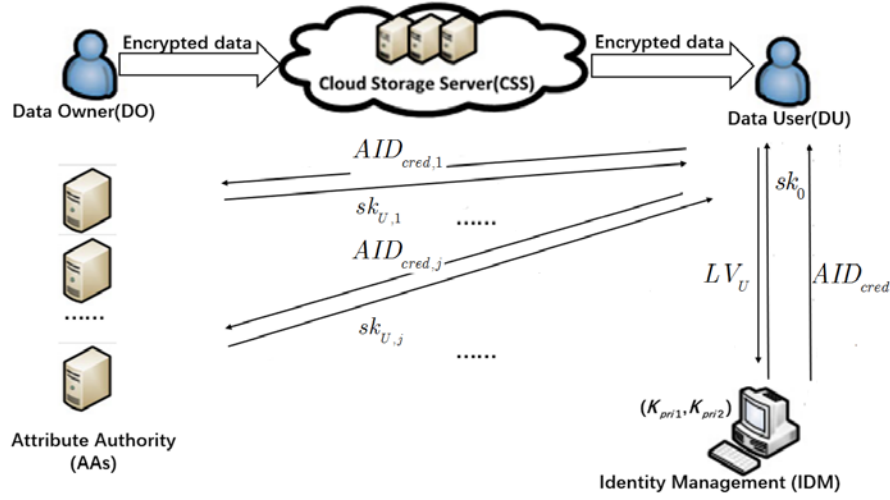 Encrypted data
Encrypted data
Cloud Storage Server(CSS)
Data Owner(DO)
Data User(DU)
AID_{cred,1}
sk_{U,1}
......
sk_0
AID_{cred,j}
LV_U
AID_{cred}
......
sk_{U,j}
......
(K_{pri1},K_{pri2})
Attribute Authority
(AAs)
Identity Management (IDM)